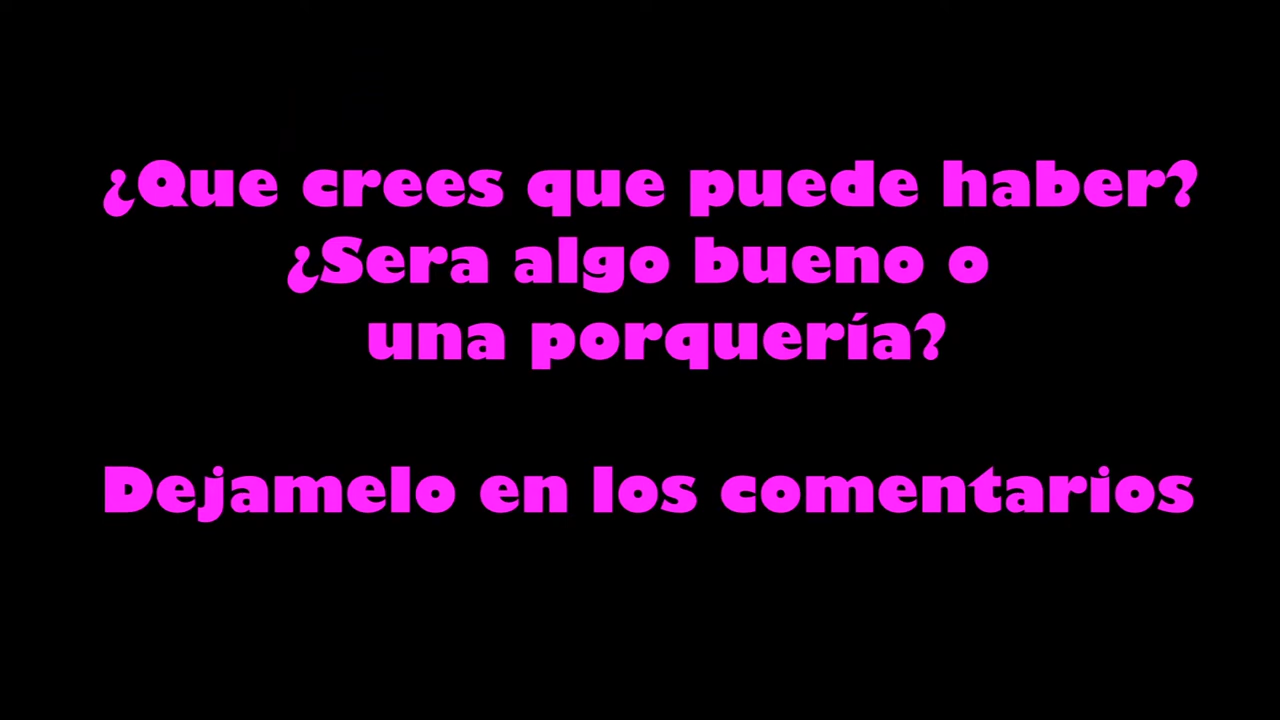 ¿Que crees que puede haber?
¿Sera algo bueno o
una porquería?
Dejamelo en los comentarios